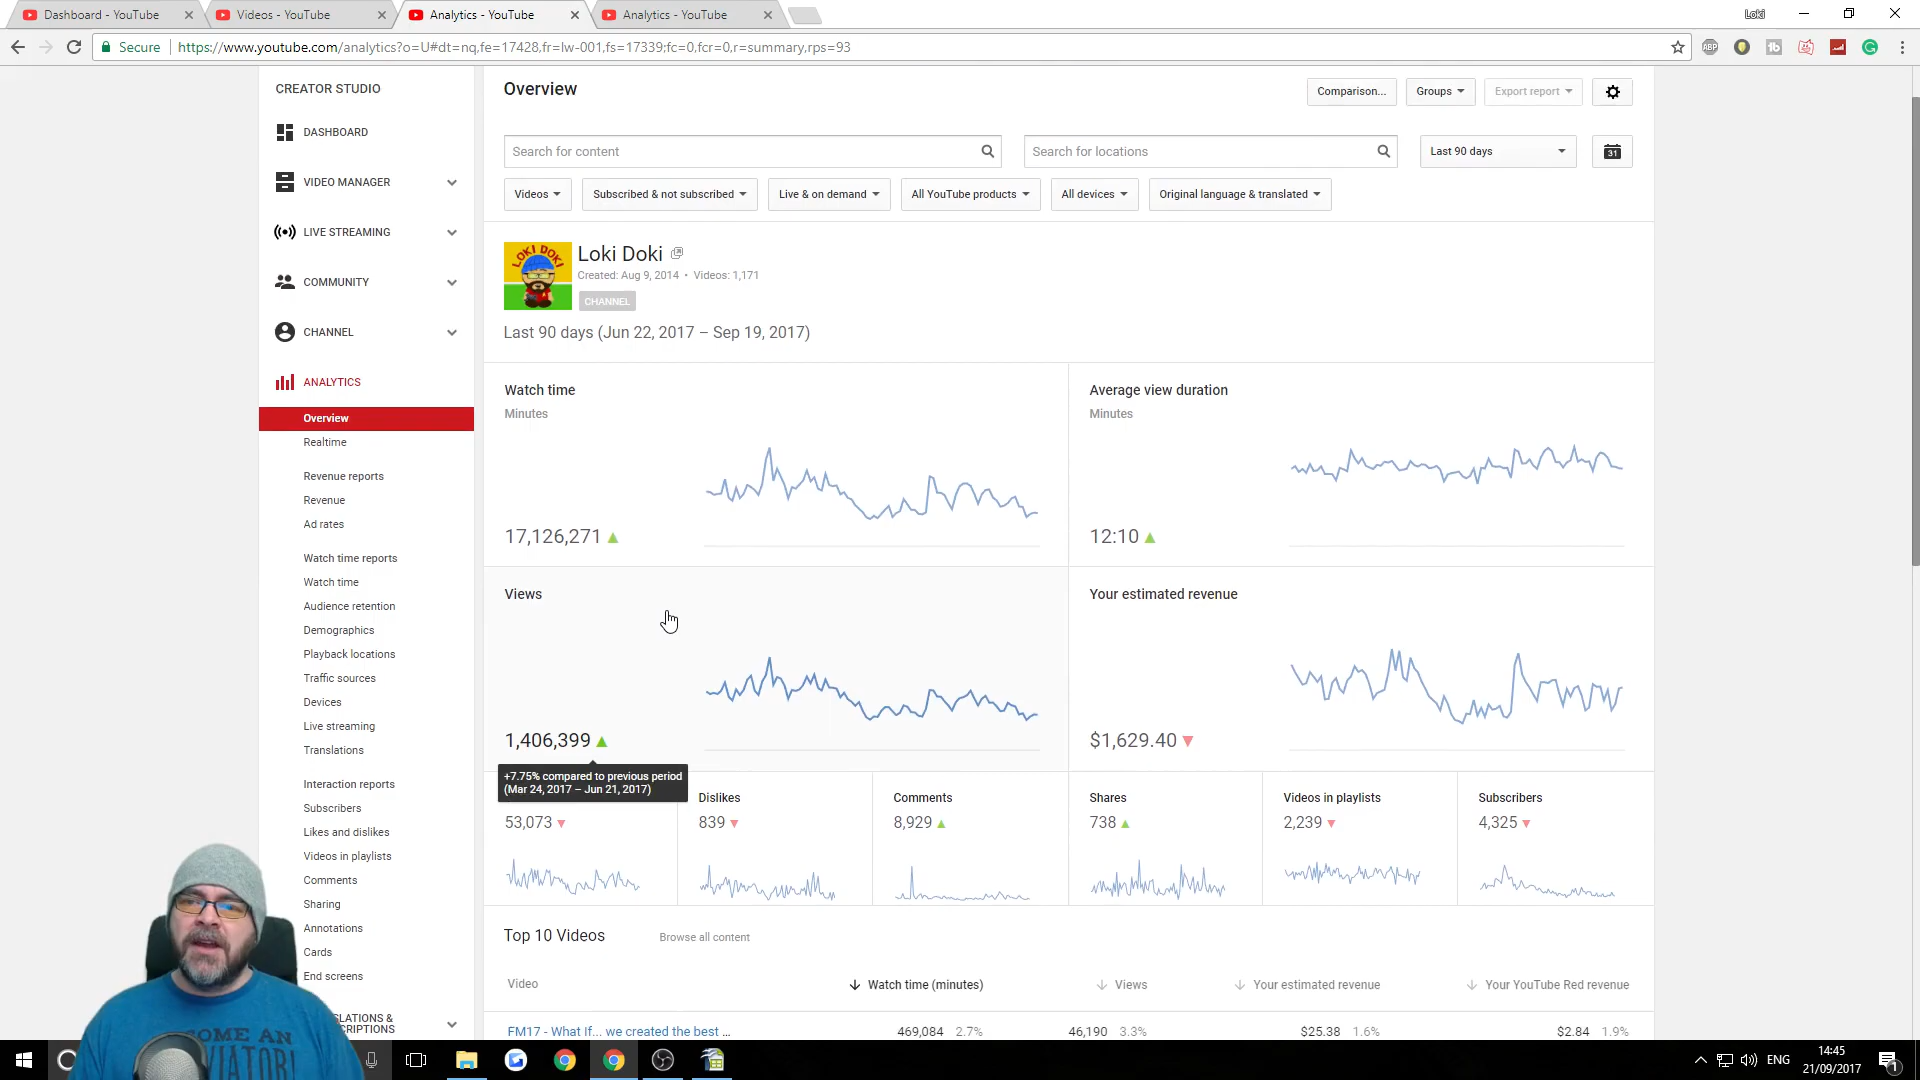 Dashboard - YouTube
Videos - YouTube
Analytics - YouTube
Analytics - YouTube
Loki
Secure
https://www.youtube.com/analytics?o=U#dt=nq,fe=17428,fr=lw-001,fs=17339;fc=0,fcr=0,r=summary,rps=93
CREATOR STUDIO
DASHBOARD
VIDEO MANAGER
LIVE STREAMING
COMMUNITY
CHANNEL
ANALYTICS
Overview
Realtime
Revenue reports
Revenue
Ad rates
Watch time reports
Watch time
Audience retention
Demographics
Playback locations
Traffic sources
Devices
Live streaming
Translations
Interaction reports
Subscribers
Likes and dislikes
Videos in playlists
Comments
Sharing
Annotations
Cards
End screens
Overview
Comparison...
Groups
Export report
Search for content
Search for locations
Last 90 days
31
Videos
Subscribed & not subscribed
Live & on demand
All YouTube products
All devices
Original language & translated
LOKI DOKI
Loki Doki
Created: Aug 9, 2014 • Videos: 1,171
CHANNEL
Last 90 days (Jun 22, 2017 – Sep 19, 2017)
Watch time
Minutes
17,126,271
Average view duration
Minutes
12:10
Views
1,406,399
+7.75% compared to previous period
(Mar 24, 2017 – Jun 21, 2017)
Your estimated revenue
$1,629.40
53,073
Dislikes
839
Comments
8,929
Shares
738
Videos in playlists
2,239
Subscribers
4,325
Top 10 Videos
Browse all content
Video
Watch time (minutes)
Views
Your estimated revenue
Your YouTube Red revenue
FM17 - What If... we created the best ...
469,084 2.7%
46,190 3.3%
$25.38 1.6%
$2.84 1.9%
ABP
ENG
14:45
21/09/2017
1